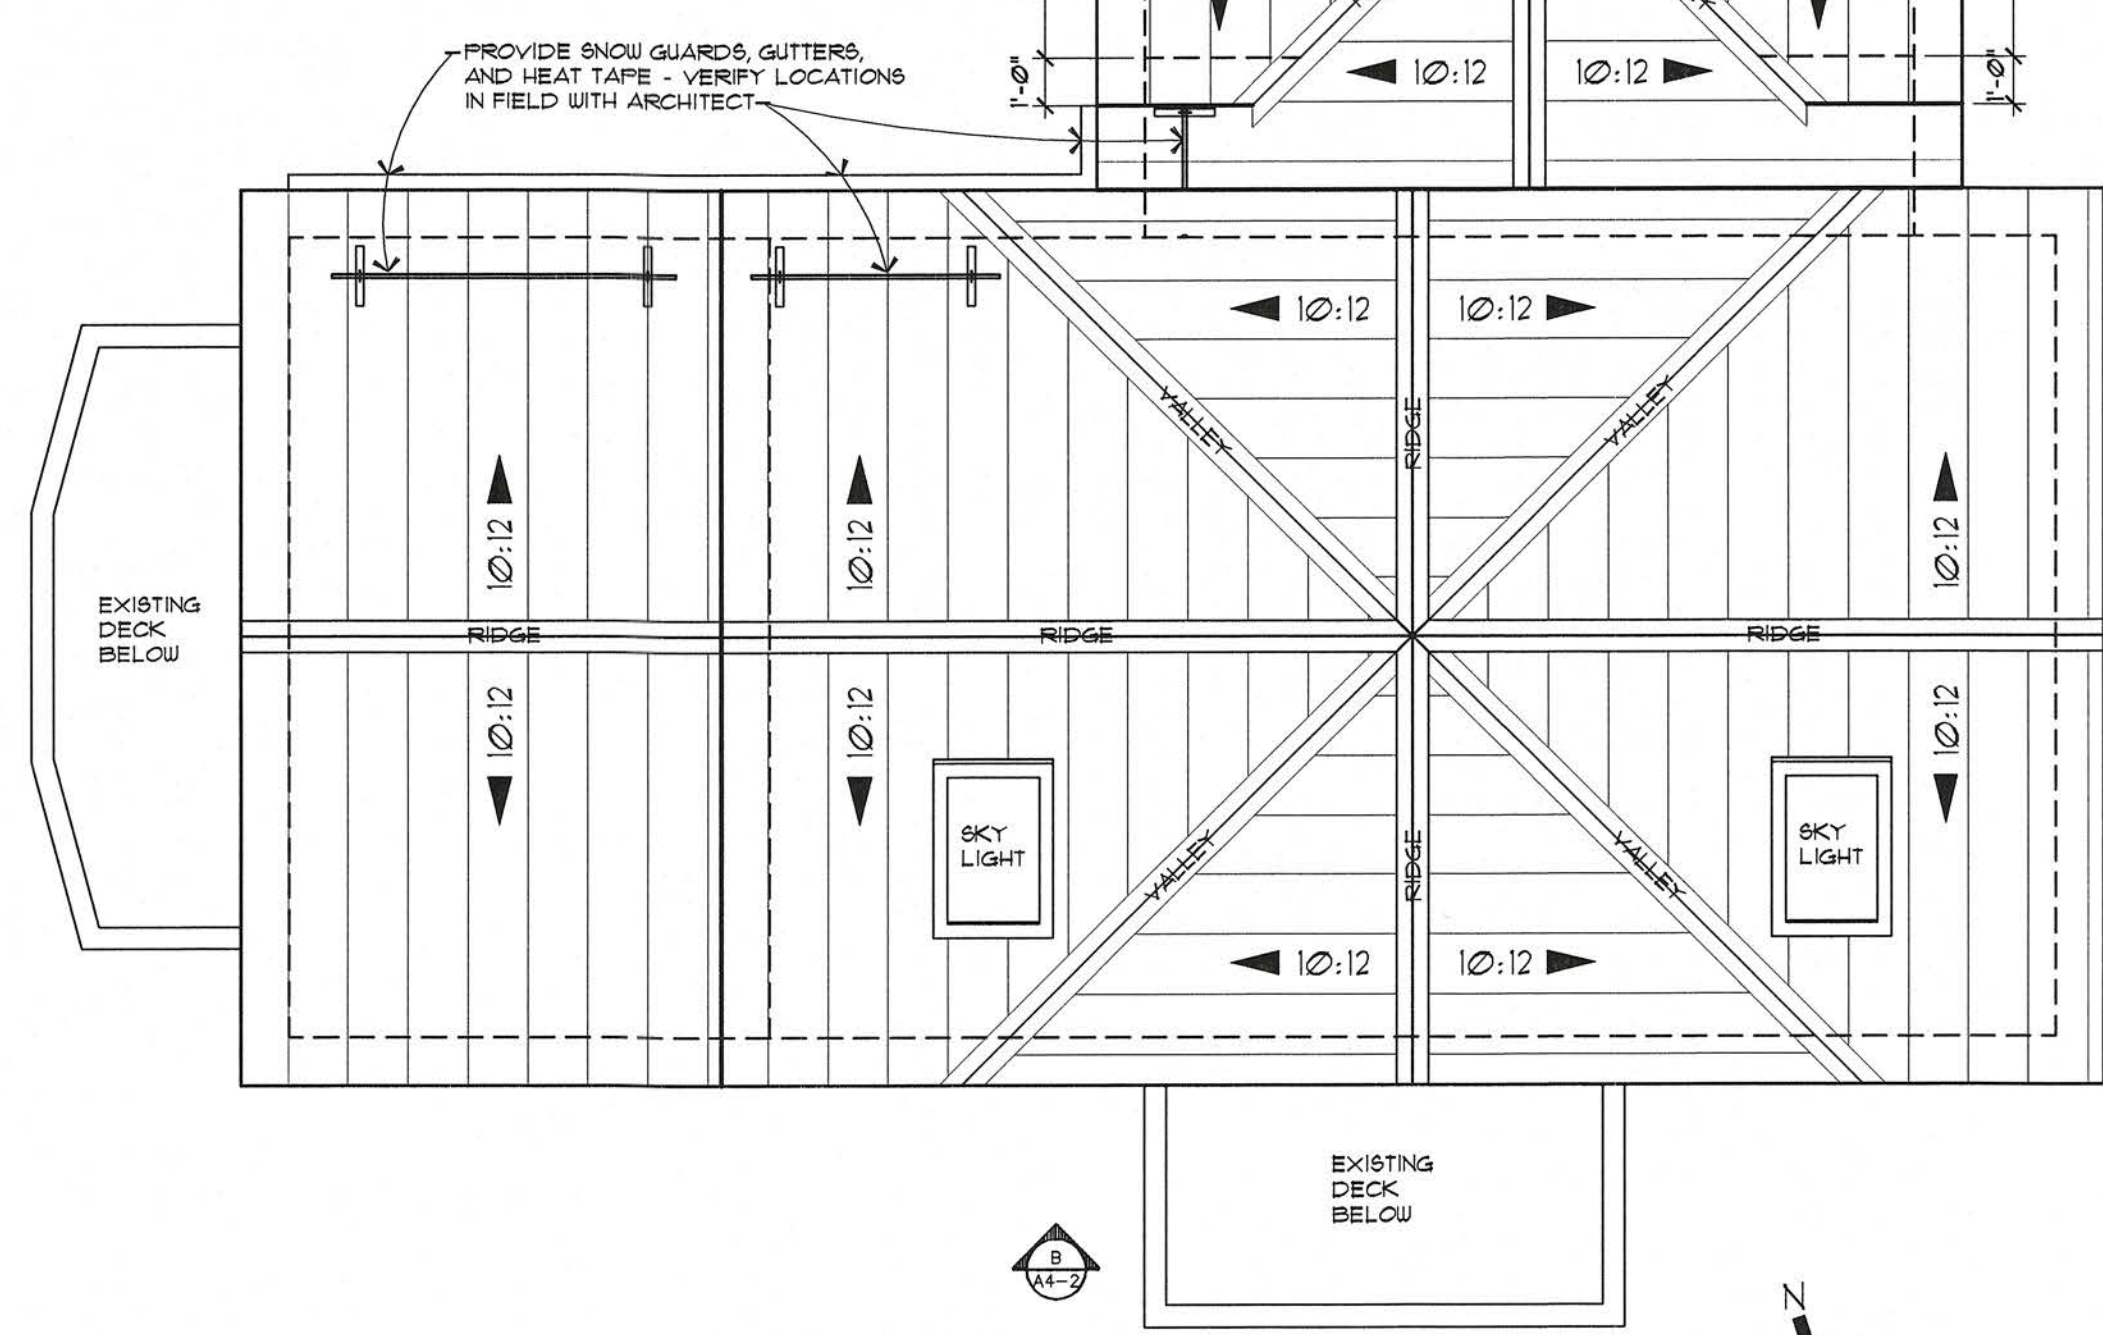 PROVIDE SNOW GUARDS, GUTTERS,
AND HEAT TAPE - VERIFY LOCATIONS
IN FIELD WITH ARCHITECT
1'-0"
10:12
10:12
1'-0"
10:12
10:12
VALLEY
RIDGE
VALLEY
10:12
10:12
10:12
EXISTING
DECK
BELOW
RIDGE
RIDGE
RIDGE
10:12
10:12
10:12
SKY
LIGHT
VALLEY
RIDGE
VALLEY
SKY
LIGHT
10:12
10:12
EXISTING
DECK
BELOW
B
A4-2
N